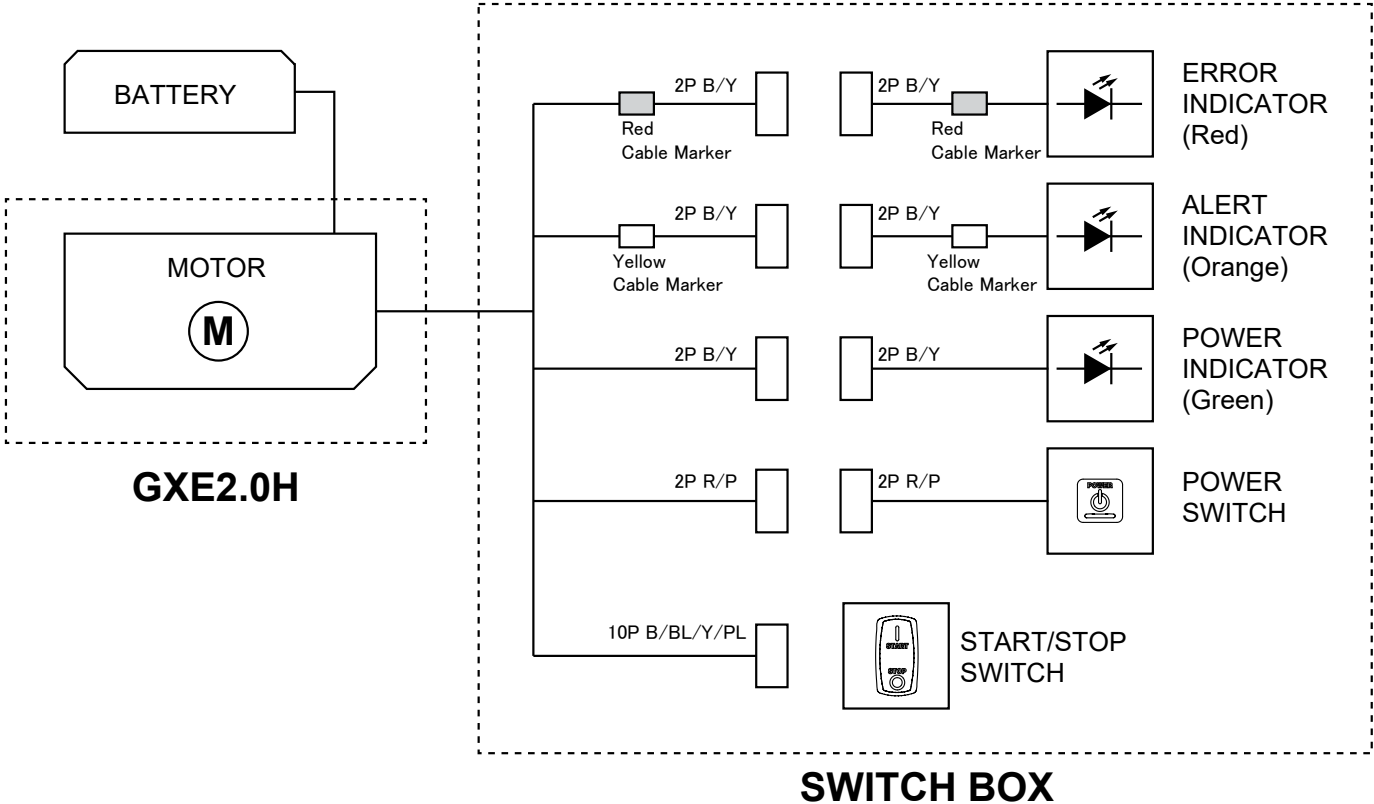 BATTERY
MOTOR
M
GXE2.0H
2P B/Y
Red
Cable Marker
2P B/Y
Red
Cable Marker
ERROR
INDICATOR
(Red)
2P B/Y
Yellow
Cable Marker
2P B/Y
Yellow
Cable Marker
ALERT
INDICATOR
(Orange)
2P B/Y
2P B/Y
POWER
INDICATOR
(Green)
2P R/P
2P R/P
POWER
POWER
SWITCH
10P B/BL/Y/PL
START
STOP
START/STOP
SWITCH
SWITCH BOX